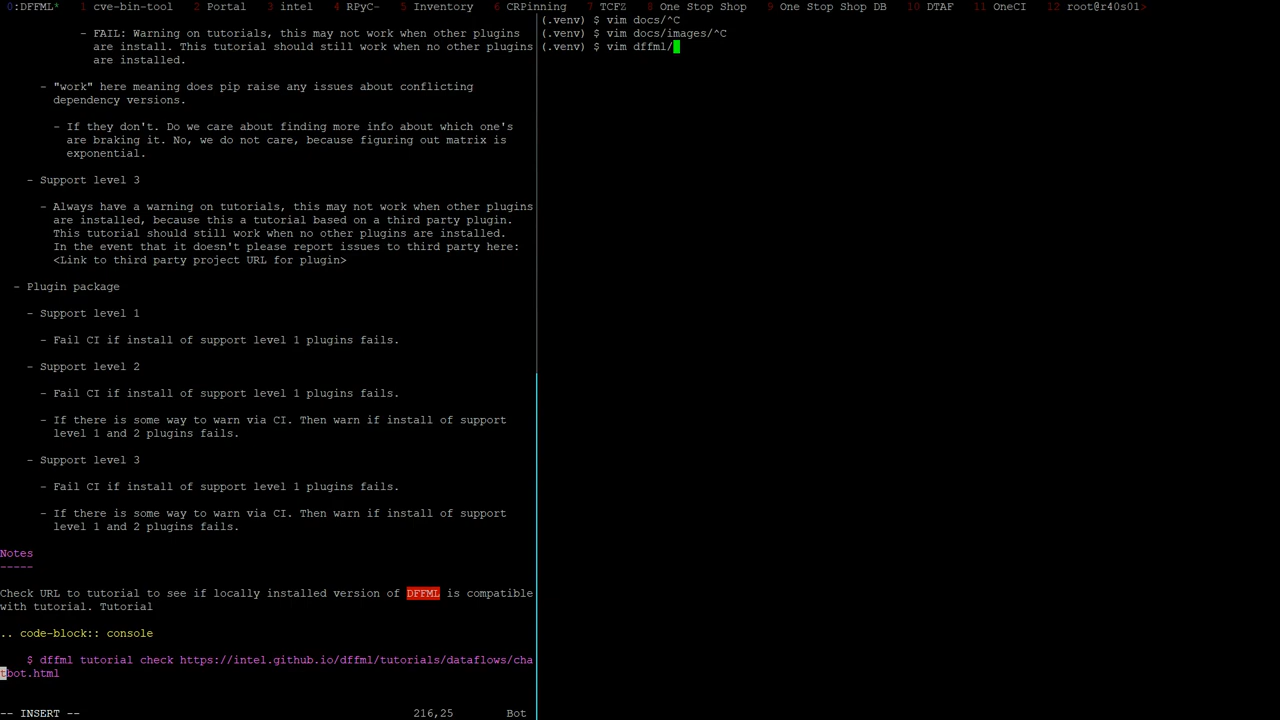 0:DFFML* 1 cve-bin-tool 2 Portal 3 intel 4 RPyC- 5 Inventory 6 CRPinning 7 TCFZ 8 One Stop Shop 9 One Stop Shop DB 10 DTAF 11 OneCI 12 root@r40s01>
- FAIL: Warning on tutorials, this may not work when other plugins
are install. This tutorial should still work when no other plugins
are installed.
- "work" here meaning does pip raise any issues about conflicting
dependency versions.
- If they don't. Do we care about finding more info about which one's
are braking it. No, we do not care, because figuring out matrix is
exponential.
- Support level 3
- Always have a warning on tutorials, this may not work when other plugins
are installed, because this a tutorial based on a third party plugin.
This tutorial should still work when no other plugins are installed.
In the event that it doesn't please report issues to third party here:
<Link to third party project URL for plugin>
- Plugin package
- Support level 1
- Fail CI if install of support level 1 plugins fails.
- Support level 2
- Fail CI if install of support level 1 plugins fails.
- If there is some way to warn via CI. Then warn if install of support
level 1 and 2 plugins fails.
- Support level 3
- Fail CI if install of support level 1 plugins fails.
- If there is some way to warn via CI. Then warn if install of support
level 1 and 2 plugins fails.
Notes
-----
Check URL to tutorial to see if locally installed version of DFFML is compatible
with tutorial. Tutorial
.. code-block:: console
$ dffml tutorial check https://intel.github.io/dffml/tutorials/dataflows/cha
tbot.html
-- INSERT -- 216,25 Bot
(.venv) $ vim docs/^C
(.venv) $ vim docs/images/^C
(.venv) $ vim dffml/